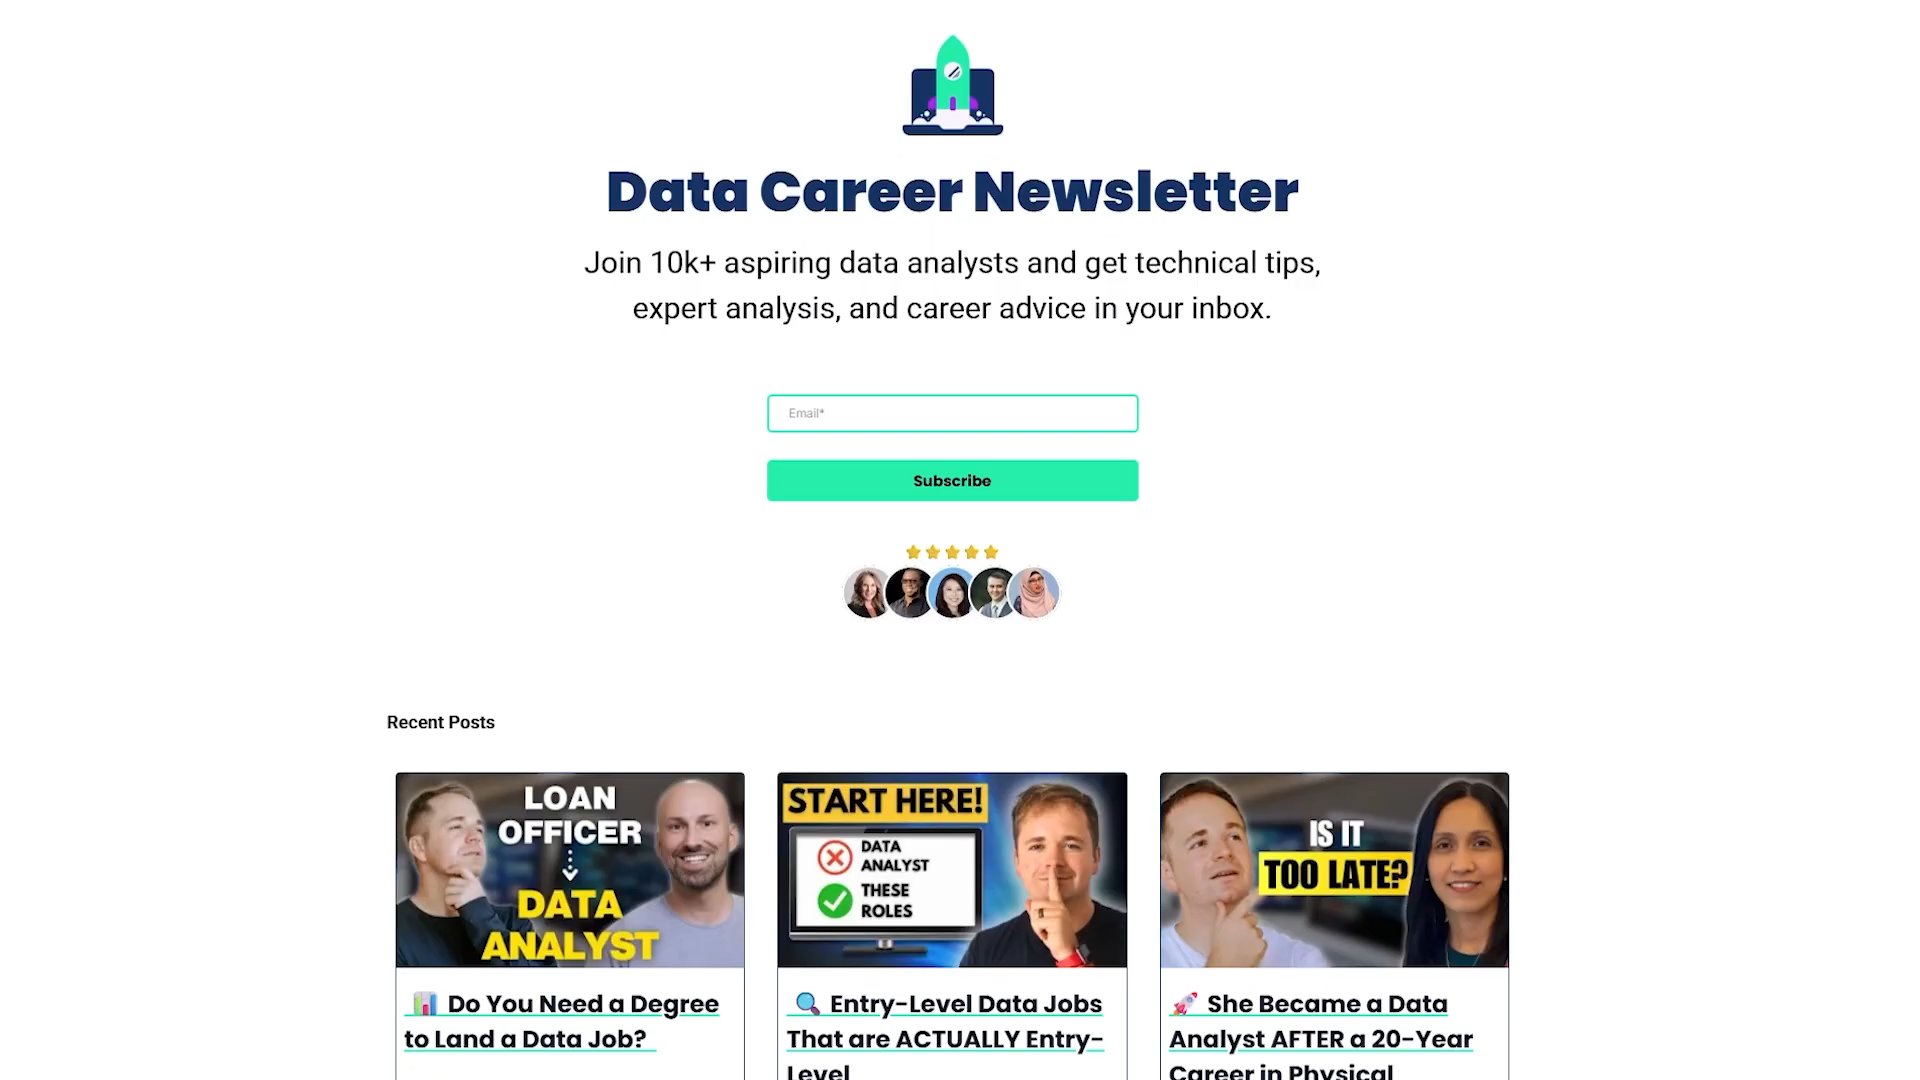 Data Career Newsletter
Join 10k+ aspiring data analysts and get technical tips,
expert analysis, and career advice in your inbox.
Email*
Subscribe
Recent Posts
LOAN
OFFICER
DATA
ANALYST
START HERE!
DATA
ANALYST
THESE
ROLES
IS IT
TOO LATE?
Do You Need a Degree
to Land a Data Job?
Entry-Level Data Jobs
That are ACTUALLY Entry-
Level
She Became a Data
Analyst AFTER a 20-Year
Career in Physical